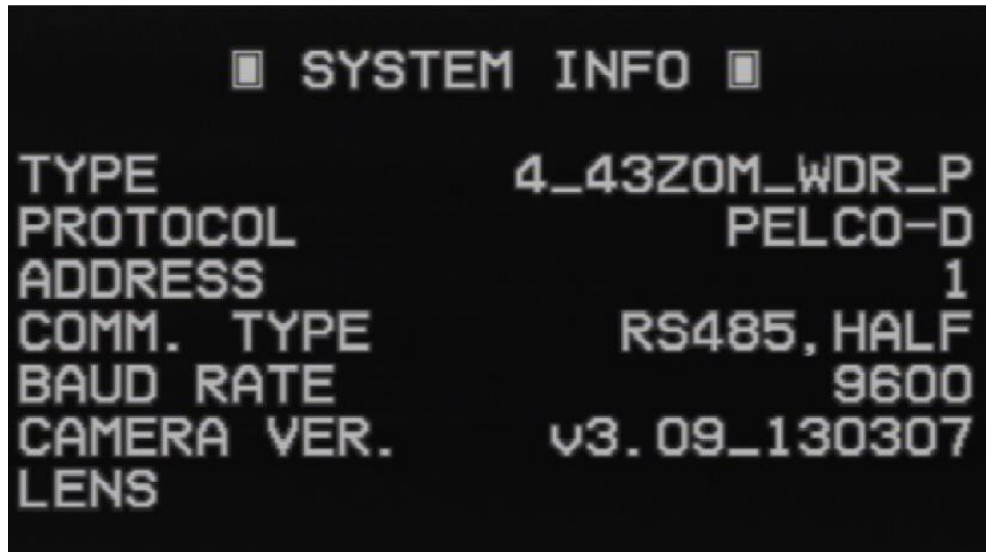 SYSTEM INFO
TYPE 4_43ZOM_WDR_P
PROTOCOL PELCO-D
ADDRESS 1
COMM. TYPE RS485,HALF
BAUD RATE 9600
CAMERA VER. v3.09_130307
LENS